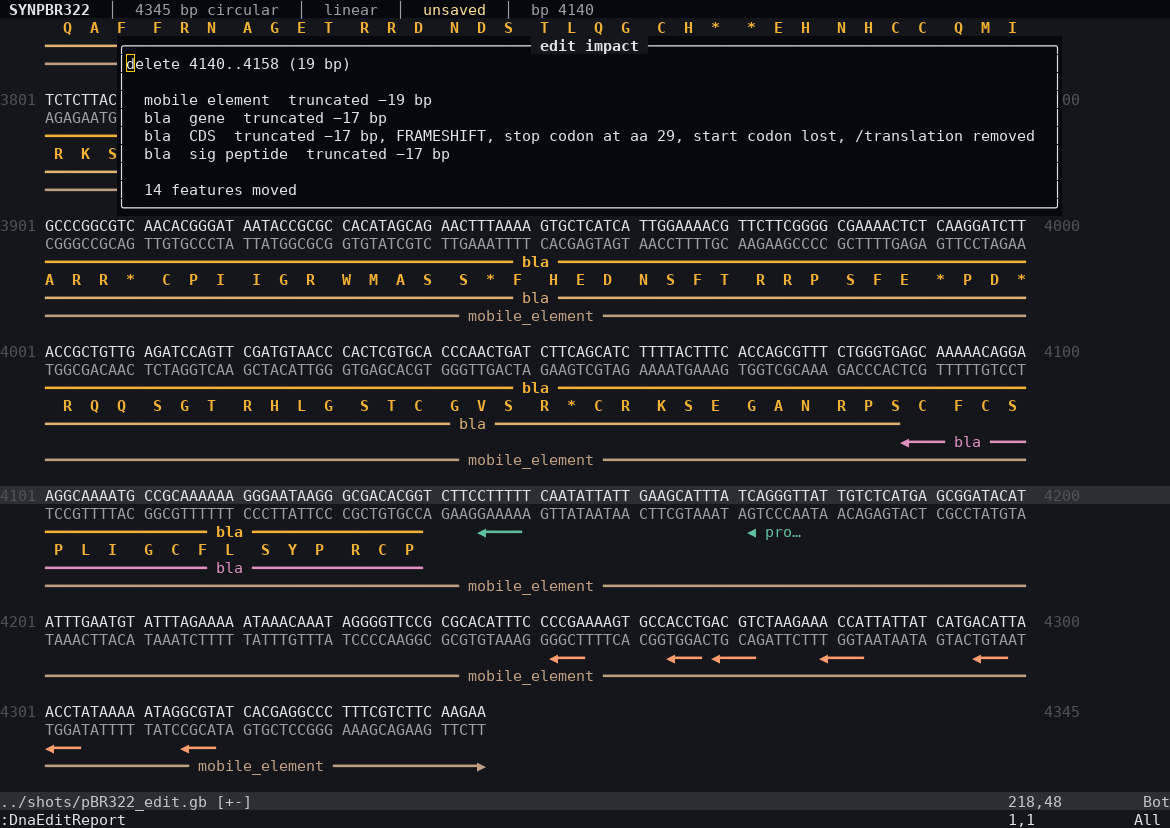 SYNPBR322 │ 4345 bp circular │ linear │ unsaved │ bp 4140
Q A F F R N A G E T R R D N D S T L Q G C H * * E H N H C C Q M I
edit impact
delete 4140..4158 (19 bp)
3801 TCTCTTAC mobile element truncated −19 bp 00
AGAGAATG bla gene truncated −17 bp
bla CDS truncated −17 bp, FRAMESHIFT, stop codon at aa 29, start codon lost, /translation removed
R K S bla sig peptide truncated −17 bp
14 features moved
3901 GCCCGGCGTC AACACGGGAT AATACCGCGC CACATAGCAG AACTTTAAAA GTGCTCATCA TTGGAAAACG TTCTTCGGGG CGAAAACTCT CAAGGATCTT 4000
CGGGCCGCAG TTGTGCCCTA TTATGGCGCG GTGTATCGTC TTGAAATTTT CACGAGTAGT AACCTTTTGC AAGAAGCCCC GCTTTTGAGA GTTCCTAGAA
bla
A R R * C P I I G R W M A S S * F H E D N S F T R R P S F E * P D *
bla
mobile_element
4001 ACCGCTGTTG AGATCCAGTT CGATGTAACC CACTCGTGCA CCCAACTGAT CTTCAGCATC TTTTACTTTC ACCAGCGTTT CTGGGTGAGC AAAAACAGGA 4100
TGGCGACAAC TCTAGGTCAA GCTACATTGG GTGAGCACGT GGGTTGACTA GAAGTCGTAG AAAATGAAAG TGGTCGCAAA GACCCACTCG TTTTTGTCCT
bla
R Q Q S G T R H L G S T C G V S R * C R K S E G A N R P S C F C S
bla
bla
mobile_element
4101 AGGCAAAATG CCGCAAAAAA GGGAATAAGG GCGACACGGT CTTCCTTTTT CAATATTATT GAAGCATTTA TCAGGGTTAT TGTCTCATGA GCGGATACAT 4200
TCCGTTTTAC GGCGTTTTTT CCCTTATTCC CGCTGTGCCA GAAGGAAAAA GTTATAATAA CTTCGTAAAT AGTCCCAATA ACAGAGTACT CGCCTATGTA
bla
pro…
P L I G C F L S Y P R C P
bla
mobile_element
4201 ATTTGAATGT ATTTAGAAAA ATAAACAAAT AGGGGTTCCG CGCACATTTC CCCGAAAAGT GCCACCTGAC GTCTAAGAAA CCATTATTAT CATGACATTA 4300
TAAACTTACA TAAATCTTTT TATTTGTTTA TCCCCAAGGC GCGTGTAAAG GGGCTTTTCA CGGTGGACTG CAGATTCTTT GGTAATAATA GTACTGTAAT
mobile_element
4301 ACCTATAAAA ATAGGCGTAT CACGAGGCCC TTTCGTCTTC AAGAA 4345
TGGATATTTT TATCCGCATA GTGCTCCGGG AAAGCAGAAG TTCTT
mobile_element
../shots/pBR322_edit.gb [+-] 218,48 Bot
:DnaEditReport 1,1 All